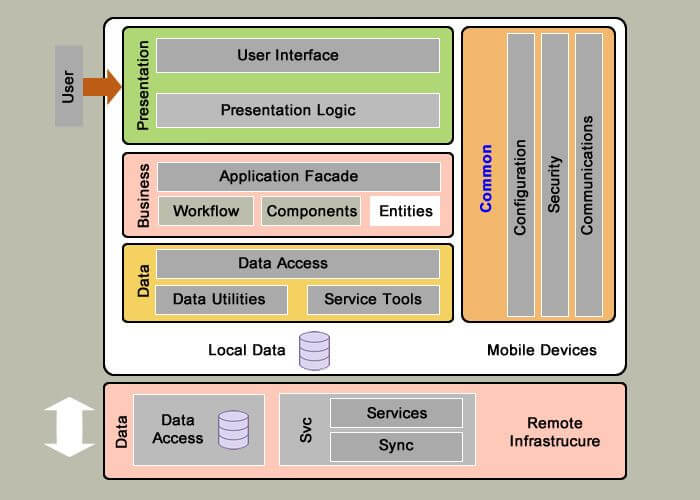 User
Presentation
User Interface
Presentation Logic
Business
Application Facade
Workflow
Components
Entities
Data
Data Access
Data Utilities
Service Tools
Common
Configuration
Security
Communications
Local Data
Mobile Devices
Data
Data
Access
Svc
Services
Sync
Remote
Infrastrucure